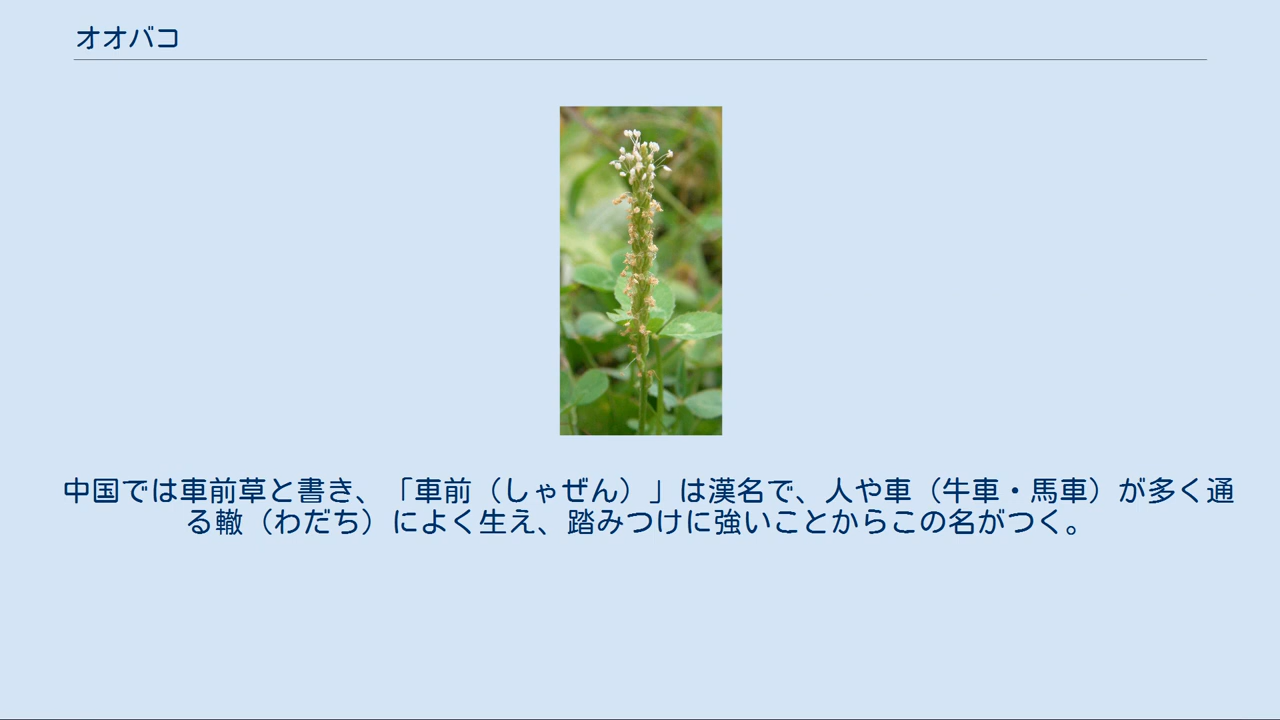 オオバコ
中国では車前草と書き、「車前（しゃぜん）」は漢名で、人や車（牛車・馬車）が多く通
る轍（わだち）によく生え、踏みつけに強いことからこの名がつく。